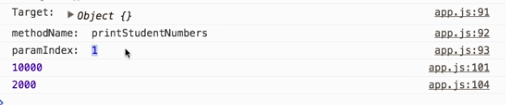 Target: ▶ Object {} app.js:91
methodName: printStudentNumbers app.js:92
paramIndex: 1 app.js:93
10000 app.js:101
2000 app.js:104
>